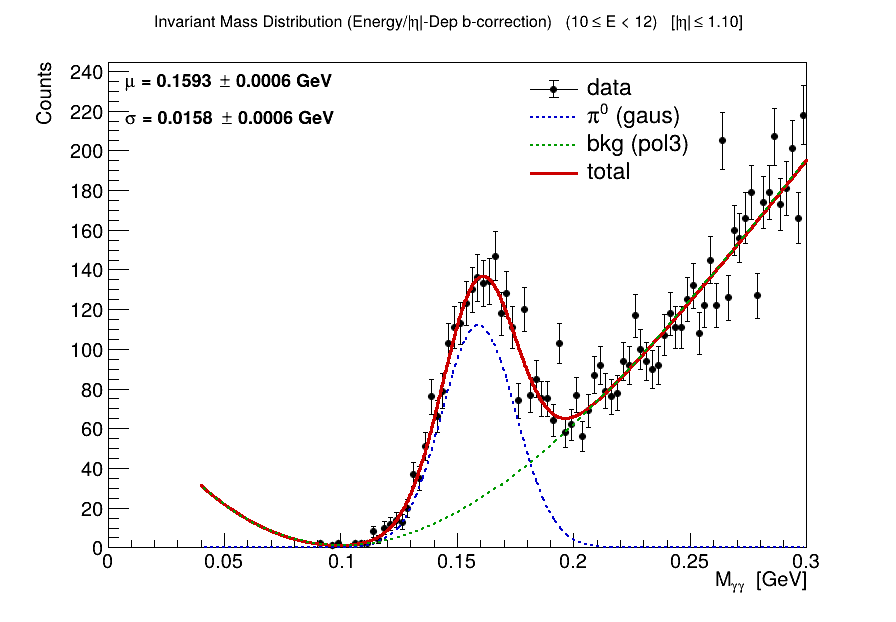 Invariant Mass Distribution (Energy/|η|-Dep b-correction) (10 ≤ E < 12) [|η| ≤ 1.10]
Counts
μ = 0.1593 ± 0.0006 GeV
σ = 0.0158 ± 0.0006 GeV
data
π⁰ (gaus)
bkg (pol3)
total
240
220
200
180
160
140
120
100
80
60
40
20
0
0 0.05 0.1 0.15 0.2 0.25 0.3
Mγγ [GeV]